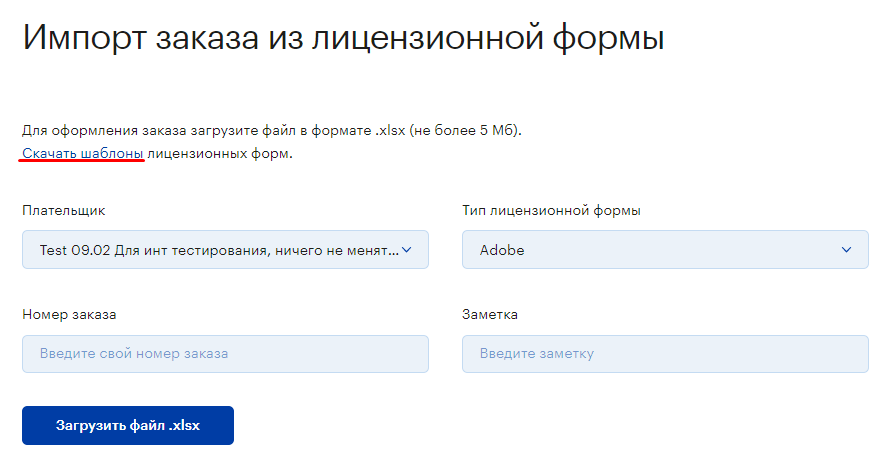 Импорт заказа из лицензионной формы
Для оформления заказа загрузите файл в формате .xlsx (не более 5 Мб).
Скачать шаблоны лицензионных форм.
Плательщик
Тип лицензионной формы
Test 09.02 Для инт тестирования, ничего не менят...
Adobe
Номер заказа
Заметка
Введите свой номер заказа
Введите заметку
Загрузить файл .xlsx